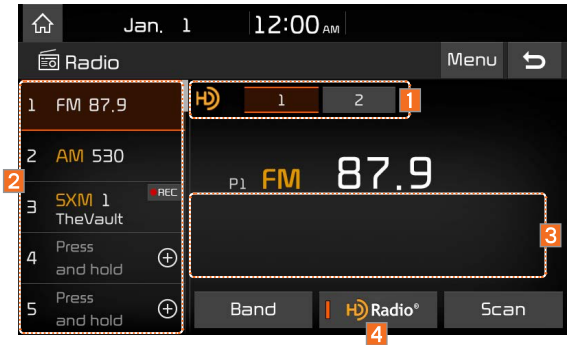 Jan. 1 12:00 AM
Radio Menu
1 FM 87.9
HD 1 2 1
2 AM 530
2
P1 FM 87.9
3 SXM 1 REC
TheVault
3
4 Press
and hold
5 Press
and hold
Band HD Radio® Scan
4